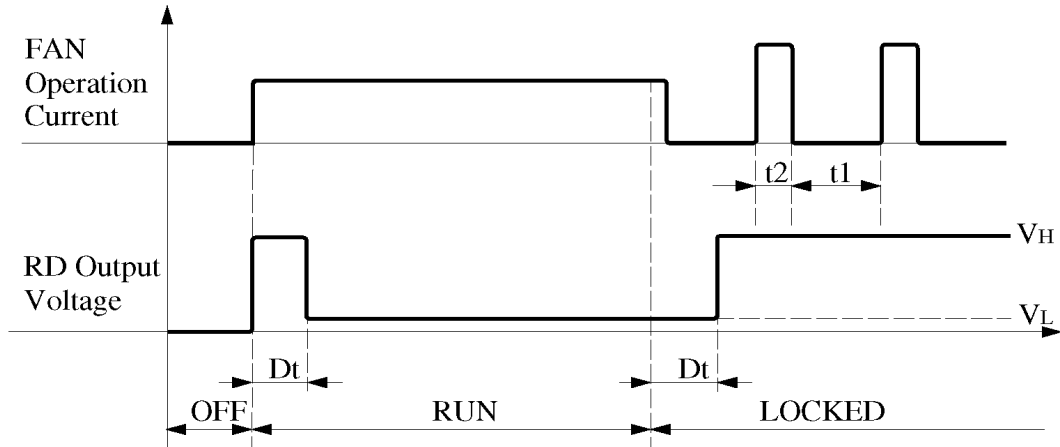 FAN
Operation
Current
t2
t1
VH
RD Output
Voltage
VL
Dt
Dt
OFF
RUN
LOCKED